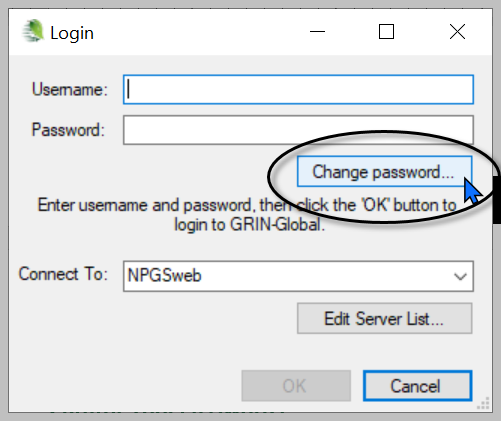 Login
Username:
Password:
Change password...
Enter username and password, then click the 'OK' button to
login to GRIN-Global.
Connect To:
NPGSweb
Edit Server List...
OK
Cancel